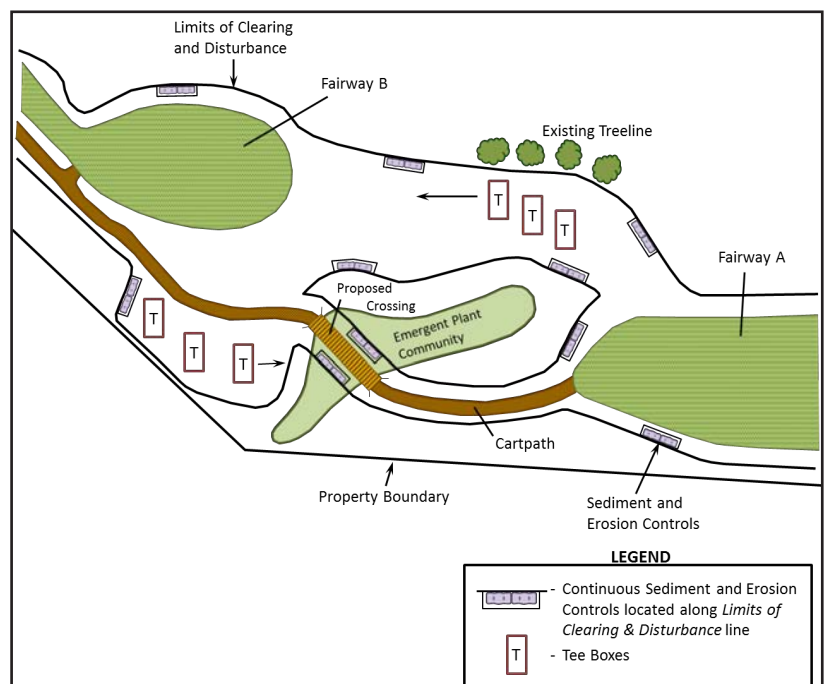 Limits of Clearing
and Disturbance
Fairway B
Existing Treeline
T
T
T
Fairway A
Proposed
Crossing
Emergent Plant
Community
T
T
T
Cartpath
Property Boundary
Sediment and
Erosion Controls
LEGEND
- Continuous Sediment and Erosion
Controls located along Limits of
Clearing & Disturbance line
T - Tee Boxes